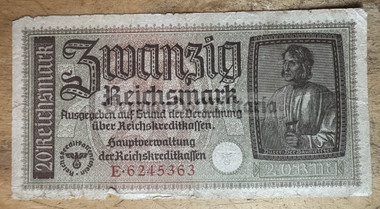 20 Reichsmark
Zwanzig
Reichsmark
Ausgegeben auf Grund der Verordnung
über Reichskreditkassen.
Hauptverwaltung
der Reichskreditkassen
E·6245363